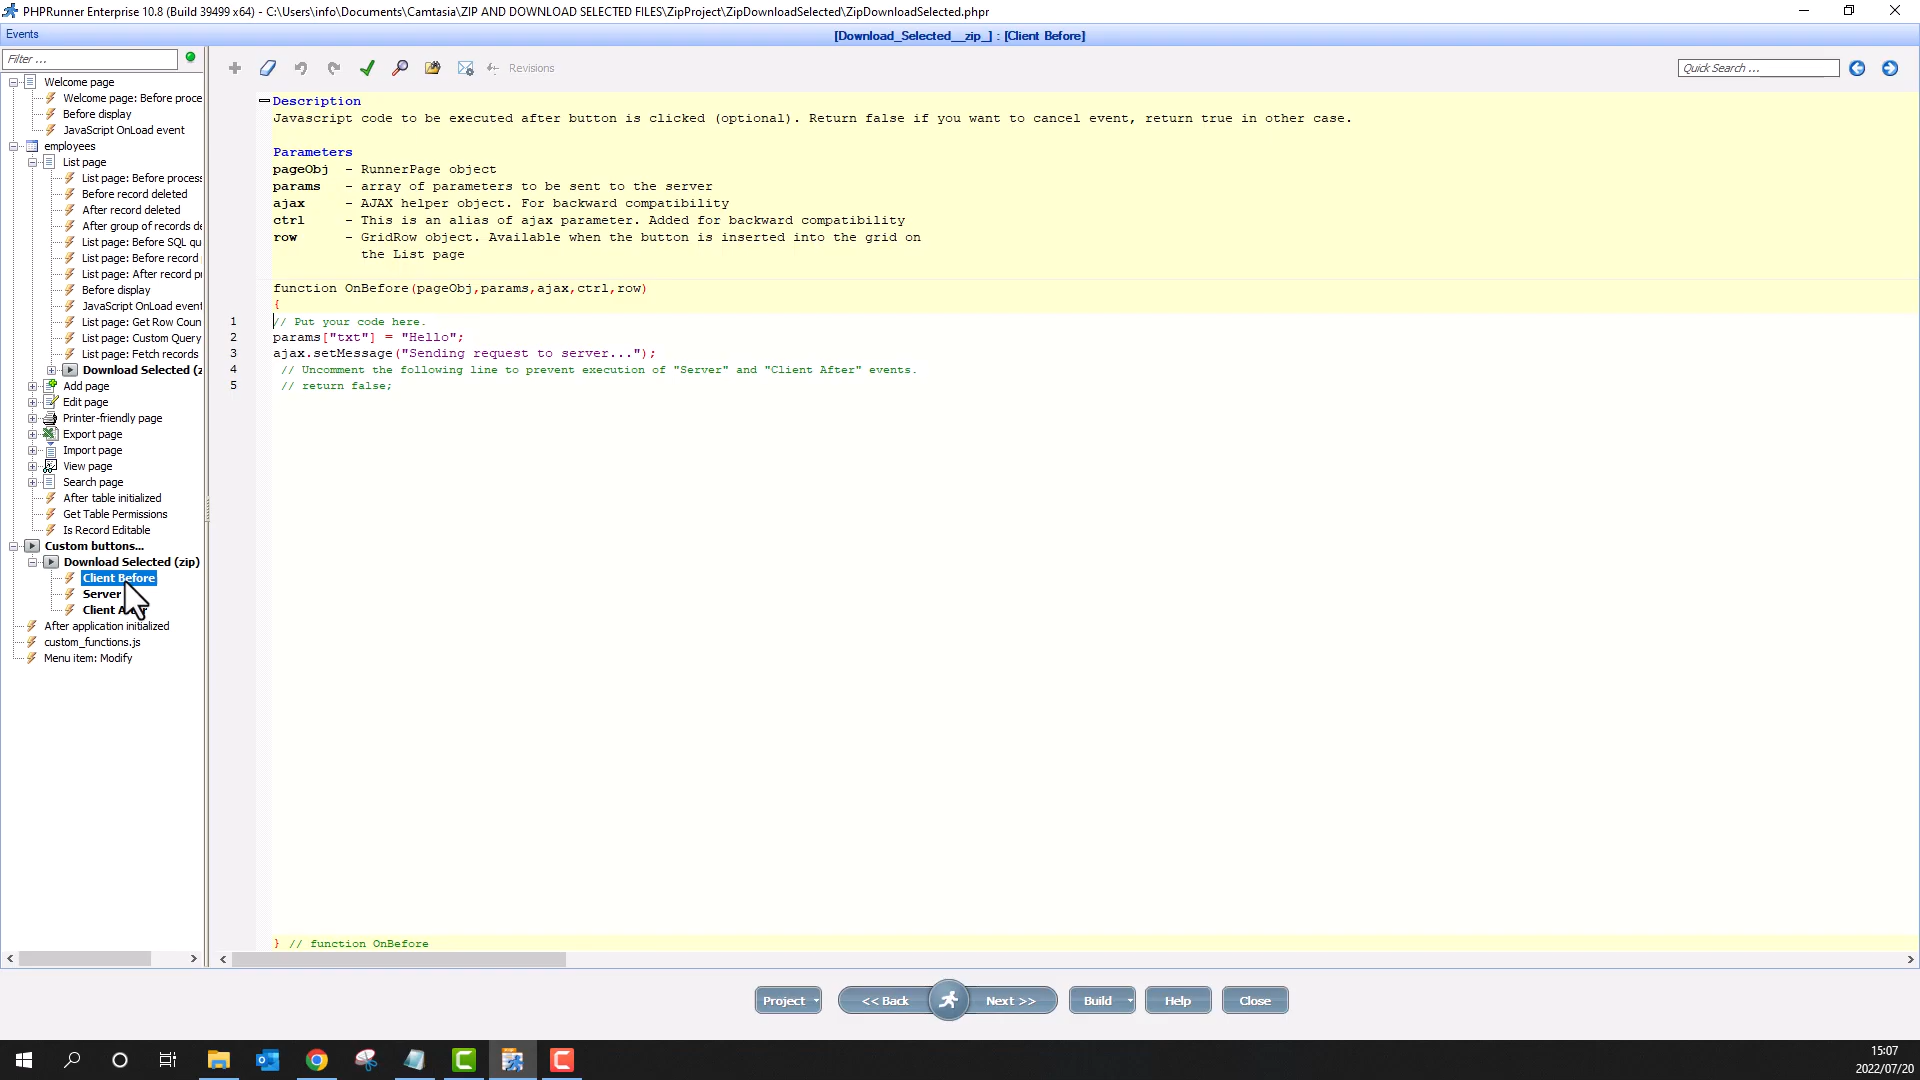 PHPRunner Enterprise 10.8 (Build 39499 x64) - C:\Users\info\Documents\Camtasia\ZIP AND DOWNLOAD SELECTED FILES\ZipProject\ZipDownloadSelected\ZipDownloadSelected.phpr
Events
[Download_Selected__zip_] : [Client Before]
Filter ...
Revisions
Quick Search ...
Welcome page
Welcome page: Before proce
Before display
JavaScript OnLoad event
employees
List page
List page: Before process
Before record deleted
After record deleted
After group of records de
List page: Before SQL qu
List page: Before record
List page: After record pr
Before display
JavaScript OnLoad event
List page: Get Row Coun
List page: Custom Query
List page: Fetch records
Download Selected (z
Add page
Edit page
Printer-friendly page
Export page
Import page
View page
Search page
After table initialized
Get Table Permissions
Is Record Editable
Custom buttons...
Download Selected (zip)
Client Before
Server
Client
After application initialized
custom_functions.js
Menu item: Modify
Description
Javascript code to be executed after button is clicked (optional). Return false if you want to cancel event, return true in other case.
Parameters
pageObj - RunnerPage object
params - array of parameters to be sent to the server
ajax - AJAX helper object. For backward compatibility
ctrl - This is an alias of ajax parameter. Added for backward compatibility
row - GridRow object. Available when the button is inserted into the grid on
the List page
function OnBefore(pageObj,params,ajax,ctrl,row)
{
1 // Put your code here.
2 params["txt"] = "Hello";
3 ajax.setMessage("Sending request to server...");
4 // Uncomment the following line to prevent execution of "Server" and "Client After" events.
5 // return false;
} // function OnBefore
Project
<< Back
Next >>
Build
Help
Close
15:07
2022/07/20